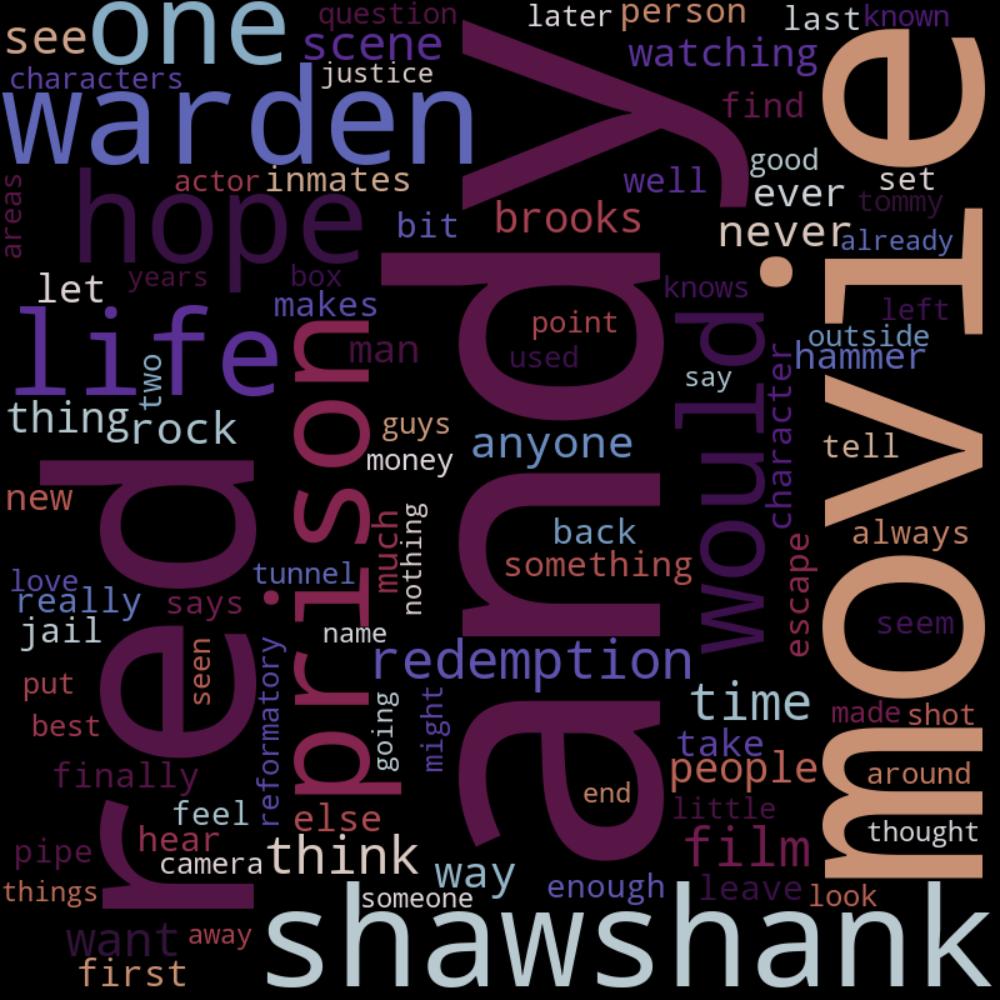 question
later
person
last
known
see
one
scene
watching
characters
justice
warden
find
movie
andy
good
well
ever
set
areas
actor
inmates
hope
bit
brooks
never
tommy
already
let
years
box
makes
knows
left
life
two
man
point
used
would
outside
hammer
say
character
thing
rock
prison
guys
money
anyone
tell
new
red
much
nothing
back
something
always
escape
love
really
tunnel
says
jail
name
seen
seem
put
best
reformatory
going
might
redemption
time
made
shot
take
people
around
finally
feel
end
little
hear
else
film
thought
pipe
camera
think
way
enough
leave
look
things
someone
shawshank
want
away
first